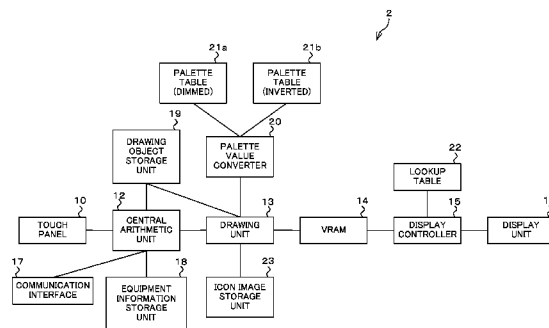 2
21a
21b
PALETTE
TABLE
(DIMMED)
PALETTE
TABLE
(INVERTED)
19
20
DRAWING
OBJECT
STORAGE
UNIT
PALETTE
VALUE
CONVERTER
22
LOOKUP
TABLE
10
12
13
14
15
TOUCH
PANEL
CENTRAL
ARITHMETIC
UNIT
DRAWING
UNIT
VRAM
DISPLAY
CONTROLLER
DISPLAY
UNIT
17
18
23
COMMUNICATION
INTERFACE
EQUIPMENT
INFORMATION
STORAGE
UNIT
ICON IMAGE
STORAGE
UNIT